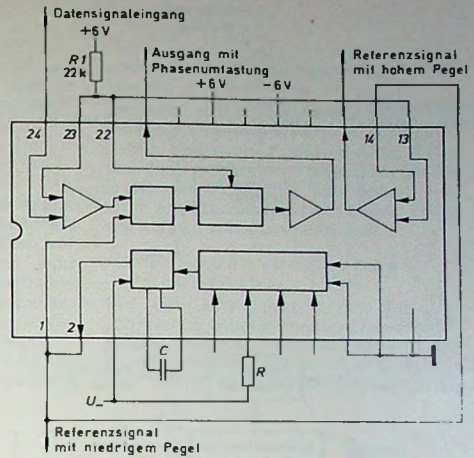 Datensignaleingang
+6V
R1
22k
Ausgang mit
Phasenumtastung
+6V
-6V
Referenzsignal
mit hohem Pegel
24
23
22
14
13
1
2
C
R
U_
Referenzsignal
mit niedrigem Pegel